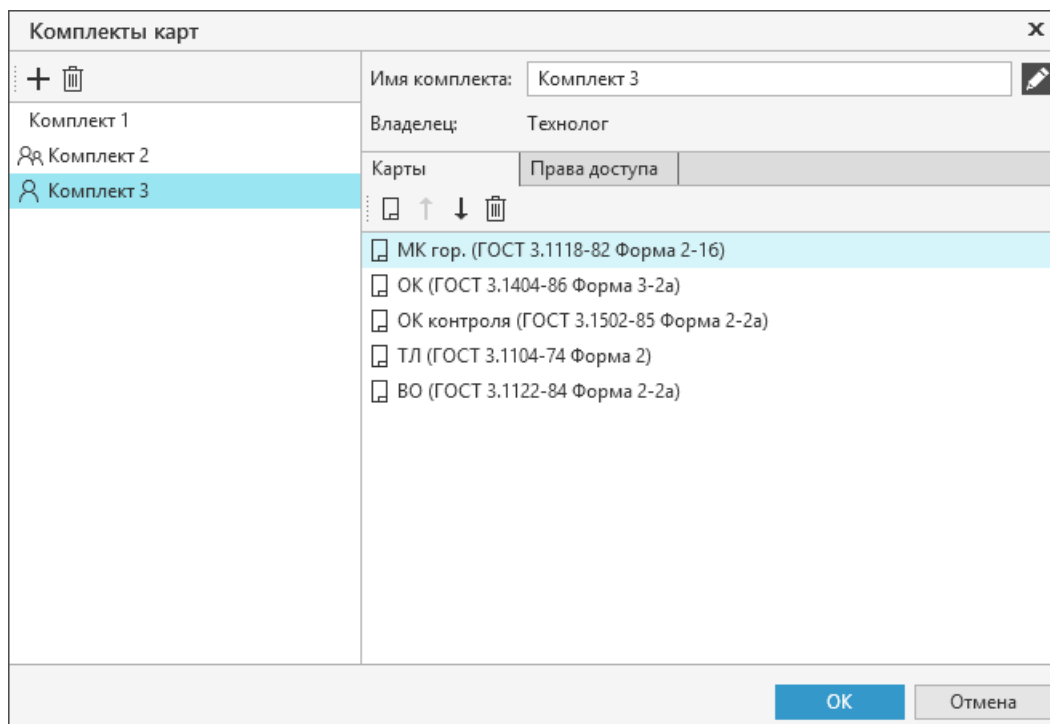 Комплекты карт
Комплект 1
Комплект 2
Комплект 3
Имя комплекта: Комплект 3
Владелец: Технолог
Карты Права доступа
МК гор. (ГОСТ 3.1118-82 Форма 2-16)
ОК (ГОСТ 3.1404-86 Форма 3-2а)
ОК контроля (ГОСТ 3.1502-85 Форма 2-2а)
ТЛ (ГОСТ 3.1104-74 Форма 2)
ВО (ГОСТ 3.1122-84 Форма 2-2а)
ОК Отмена